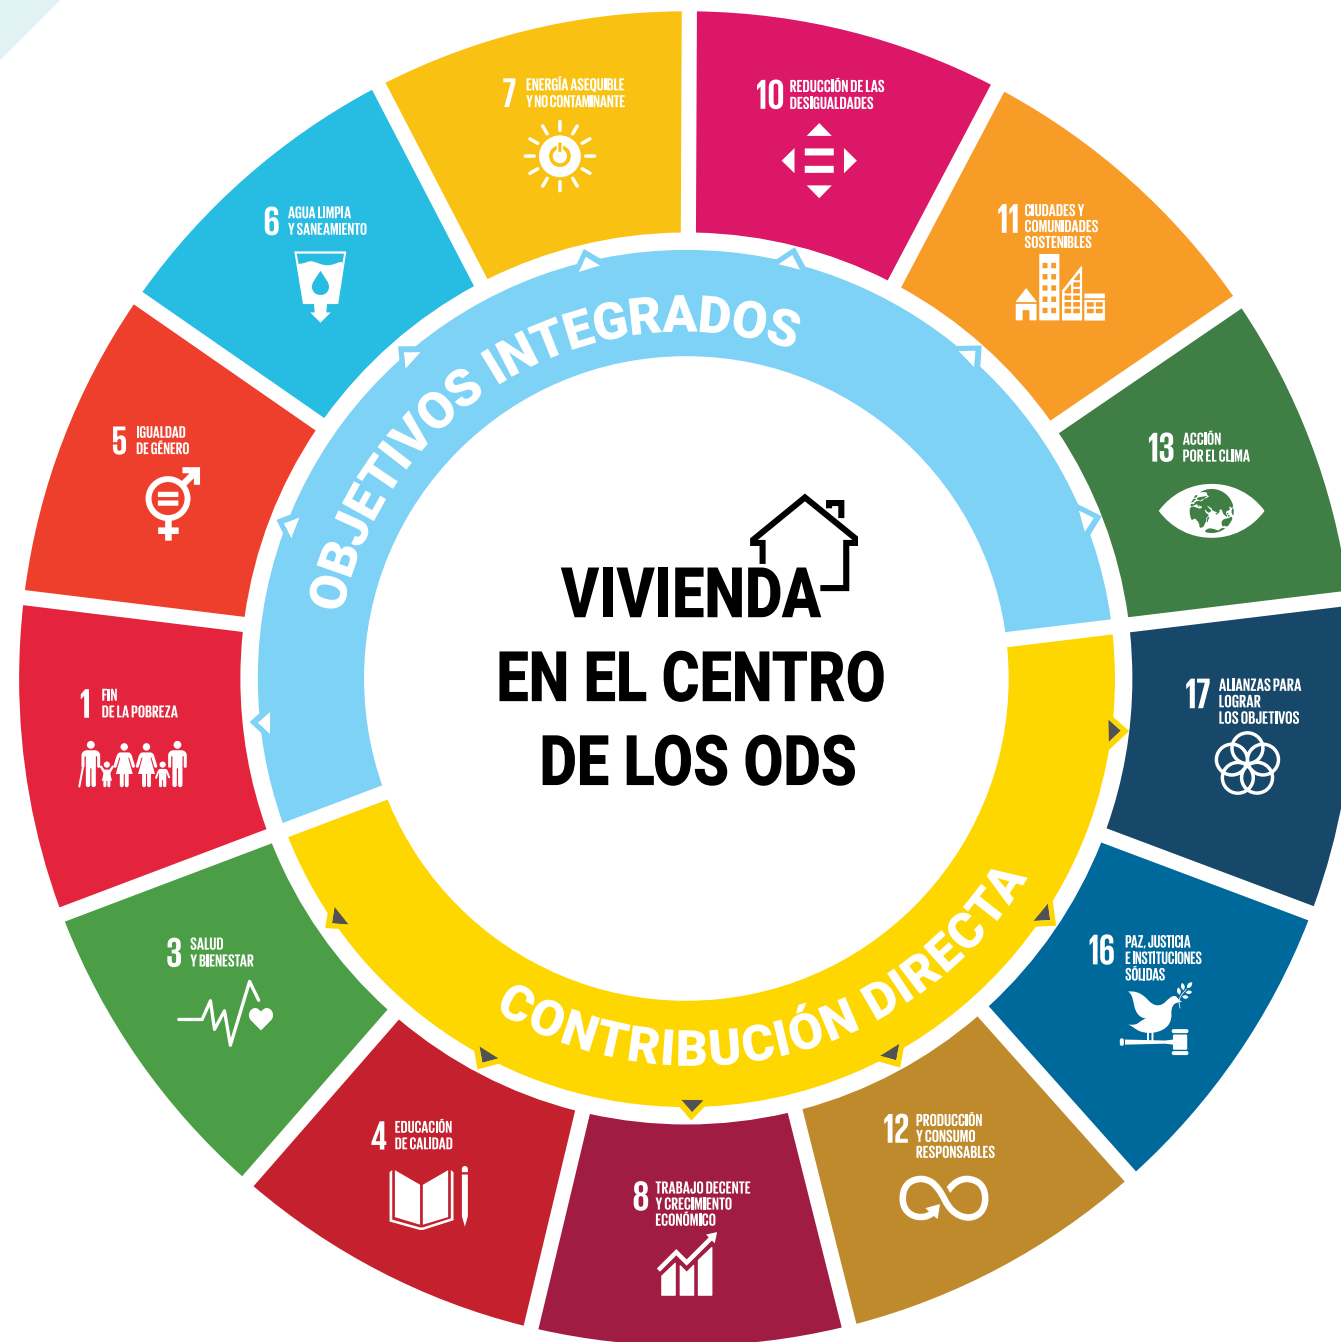 7 ENERGÍA ASEQUIBLE
Y NO CONTAMINANTE
10 REDUCCIÓN DE LAS
DESIGUALDADES
11 CIUDADES Y
COMUNIDADES
SOSTENIBLES
13 ACCIÓN
POR EL CLIMA
17 ALIANZAS PARA
LOGRAR
LOS OBJETIVOS
16 PAZ, JUSTICIA
E INSTITUCIONES
SÓLIDAS
12 PRODUCCIÓN
Y CONSUMO
RESPONSABLES
8 TRABAJO DECENTE
Y CRECIMIENTO
ECONÓMICO
4 EDUCACIÓN
DE CALIDAD
3 SALUD
Y BIENESTAR
1 FIN
DE LA POBREZA
5 IGUALDAD
DE GÉNERO
6 AGUA LIMPIA
Y SANEAMIENTO
OBJETIVOS INTEGRADOS
VIVIENDA
EN EL CENTRO
DE LOS ODS
CONTRIBUCIÓN DIRECTA